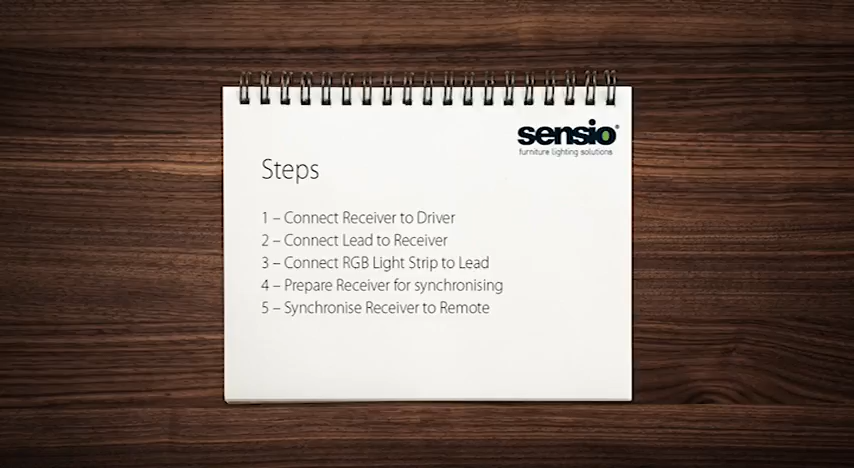 sensio®
furniture lighting solutions
Steps
1 – Connect Receiver to Driver
2 – Connect Lead to Receiver
3 – Connect RGB Light Strip to Lead
4 – Prepare Receiver for synchronising
5 – Synchronise Receiver to Remote